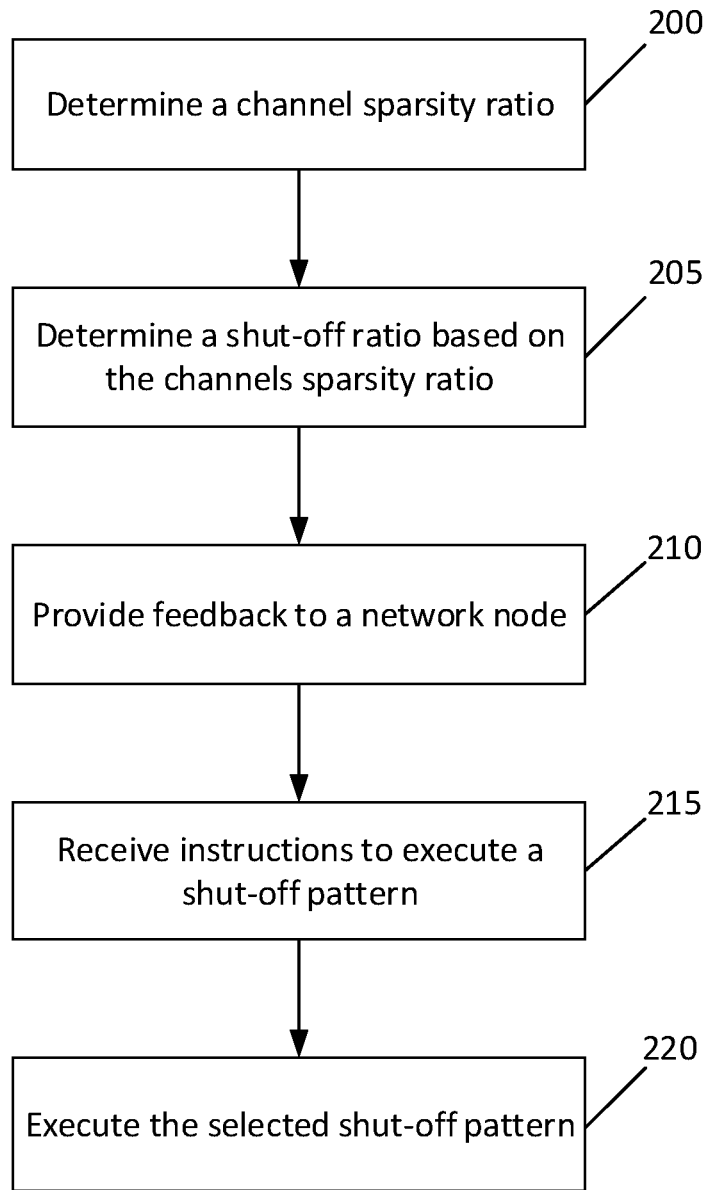 200
Determine a channel sparsity ratio
205
Determine a shut-off ratio based on
the channels sparsity ratio
210
Provide feedback to a network node
215
Receive instructions to execute a
shut-off pattern
220
Execute the selected shut-off pattern